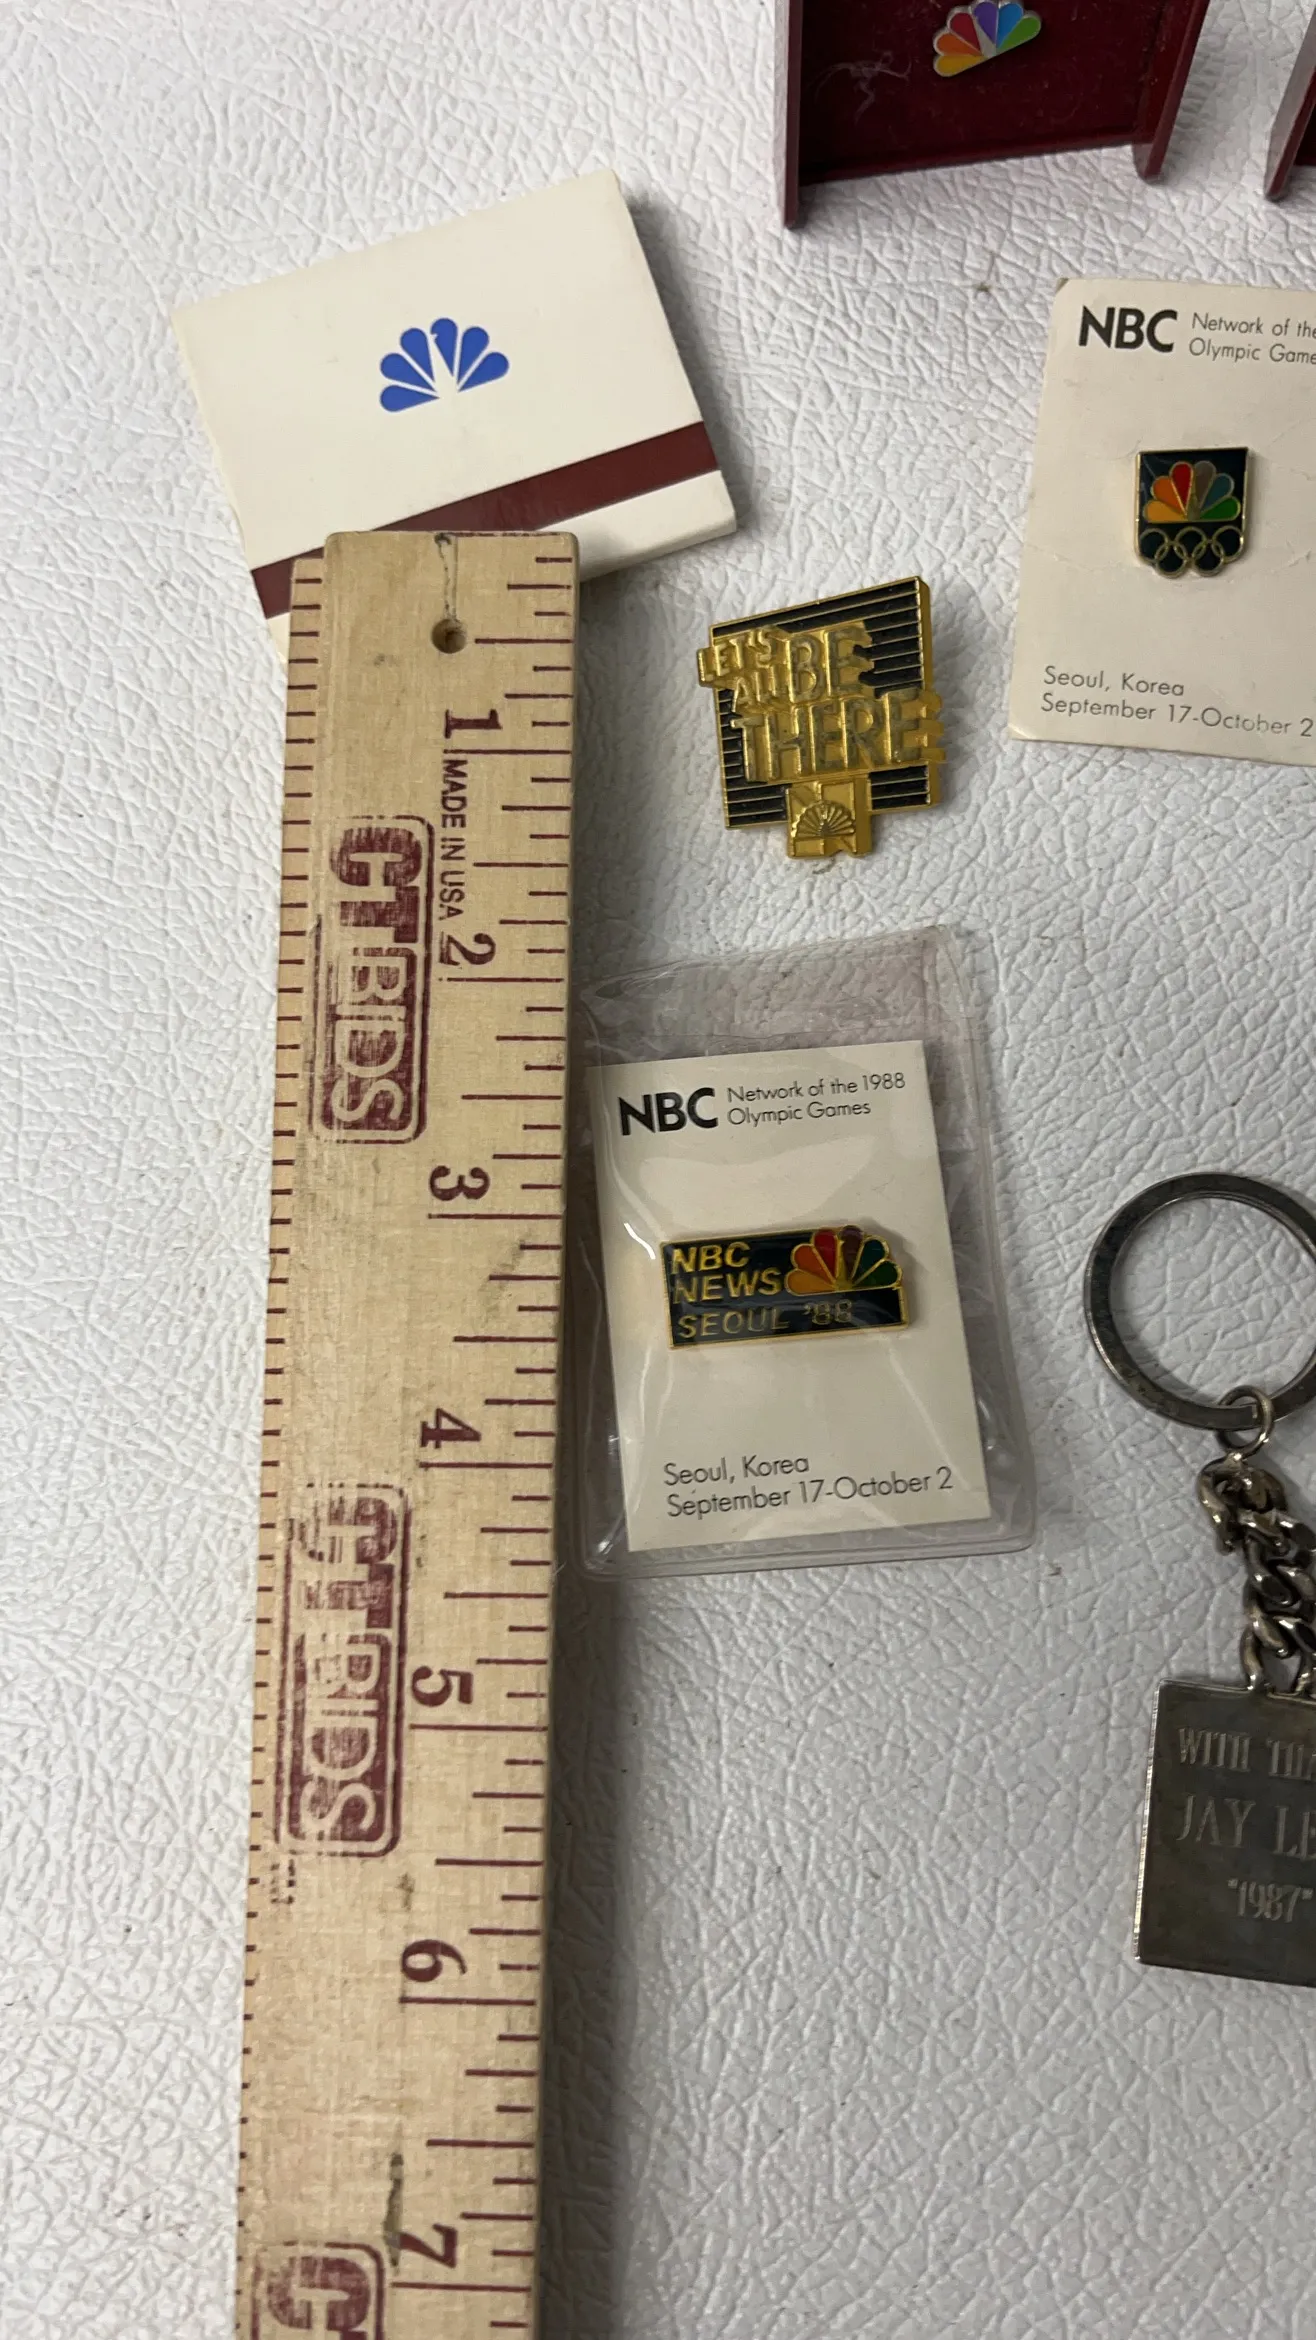 NBC Network of the
Olympic Game
Seoul, Korea
September 17-October 2
LET'S
ALL BE
THERE
1
MADE IN USA
2
3
4
5
6
7
CTBIDS
CTBIDS
C
NBC Network of the 1988
Olympic Games
NBC
NEWS
SEOUL '88
Seoul, Korea
September 17-October 2
WITH
JAY
"1987"